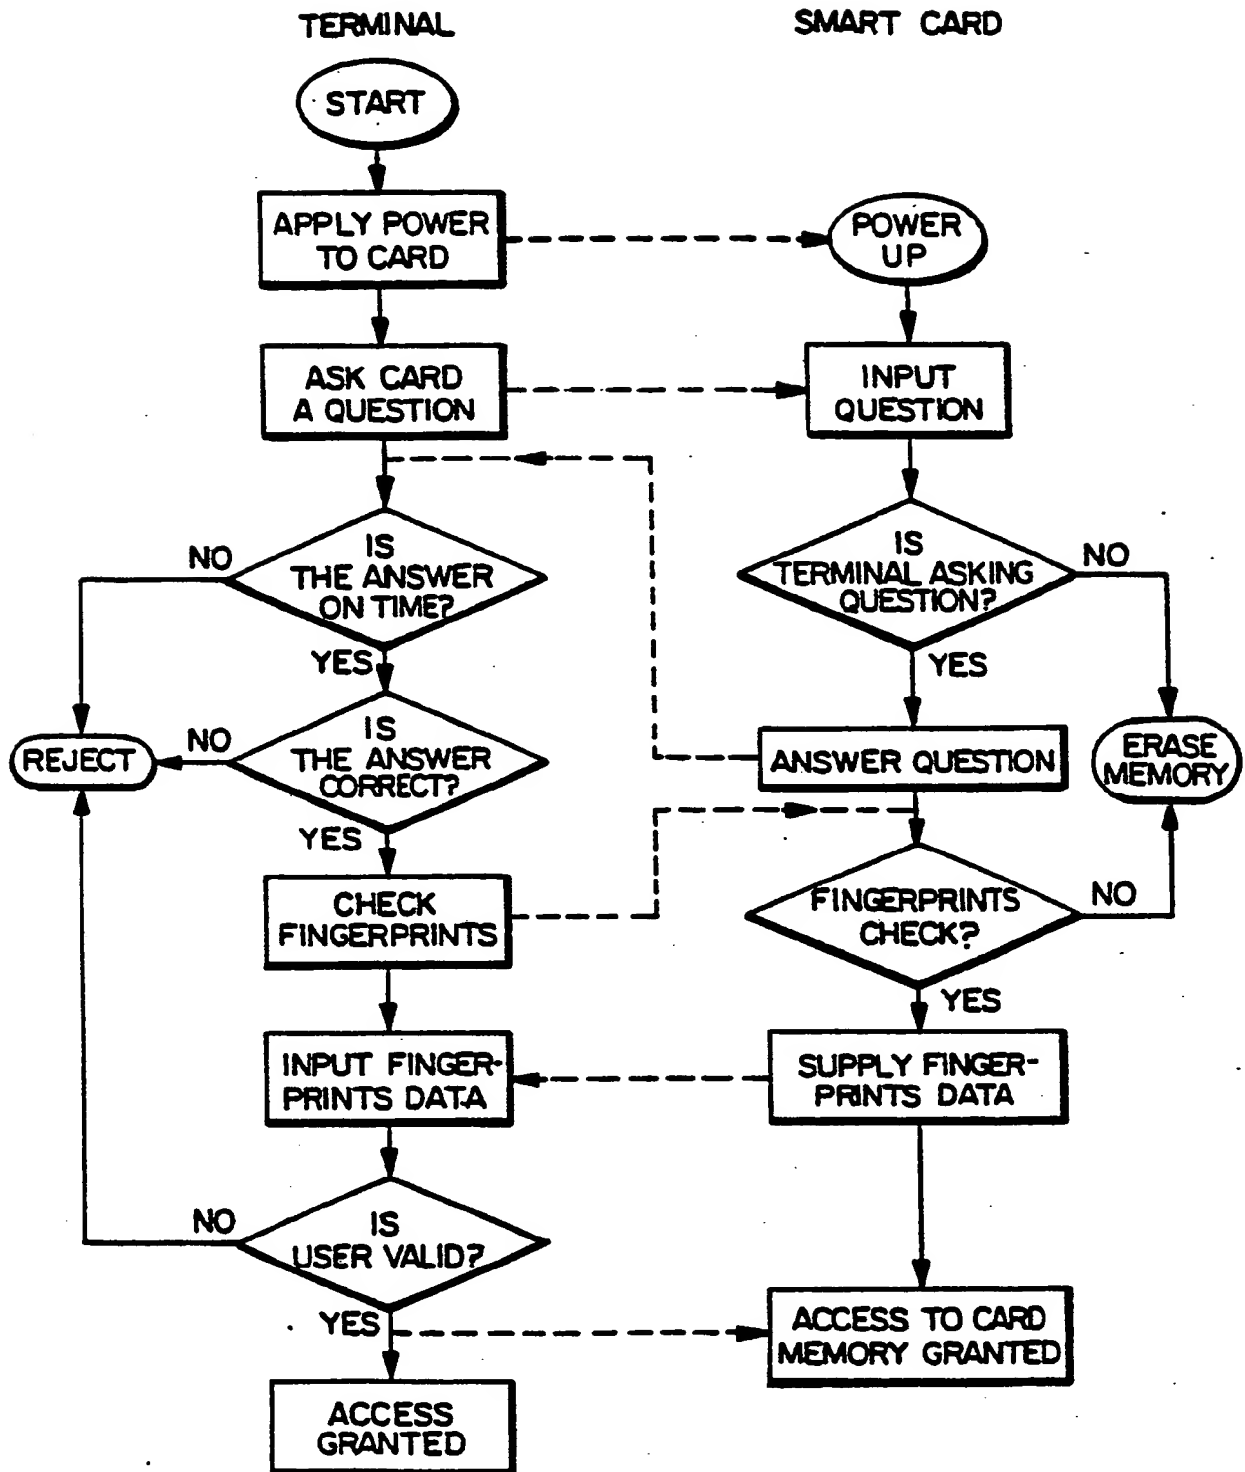 TERMINAL
SMART CARD
START
APPLY POWER
TO CARD
POWER
UP
ASK CARD
A QUESTION
INPUT
QUESTION
IS
THE ANSWER
ON TIME?
NO
YES
IS
TERMINAL ASKING
QUESTION?
NO
YES
REJECT
NO
IS
THE ANSWER
CORRECT?
YES
ANSWER QUESTION
ERASE
MEMORY
CHECK
FINGERPRINTS
FINGERPRINTS
CHECK?
NO
YES
INPUT FINGER-
PRINTS DATA
SUPPLY FINGER-
PRINTS DATA
NO
IS
USER VALID?
YES
ACCESS TO CARD
MEMORY GRANTED
ACCESS
GRANTED